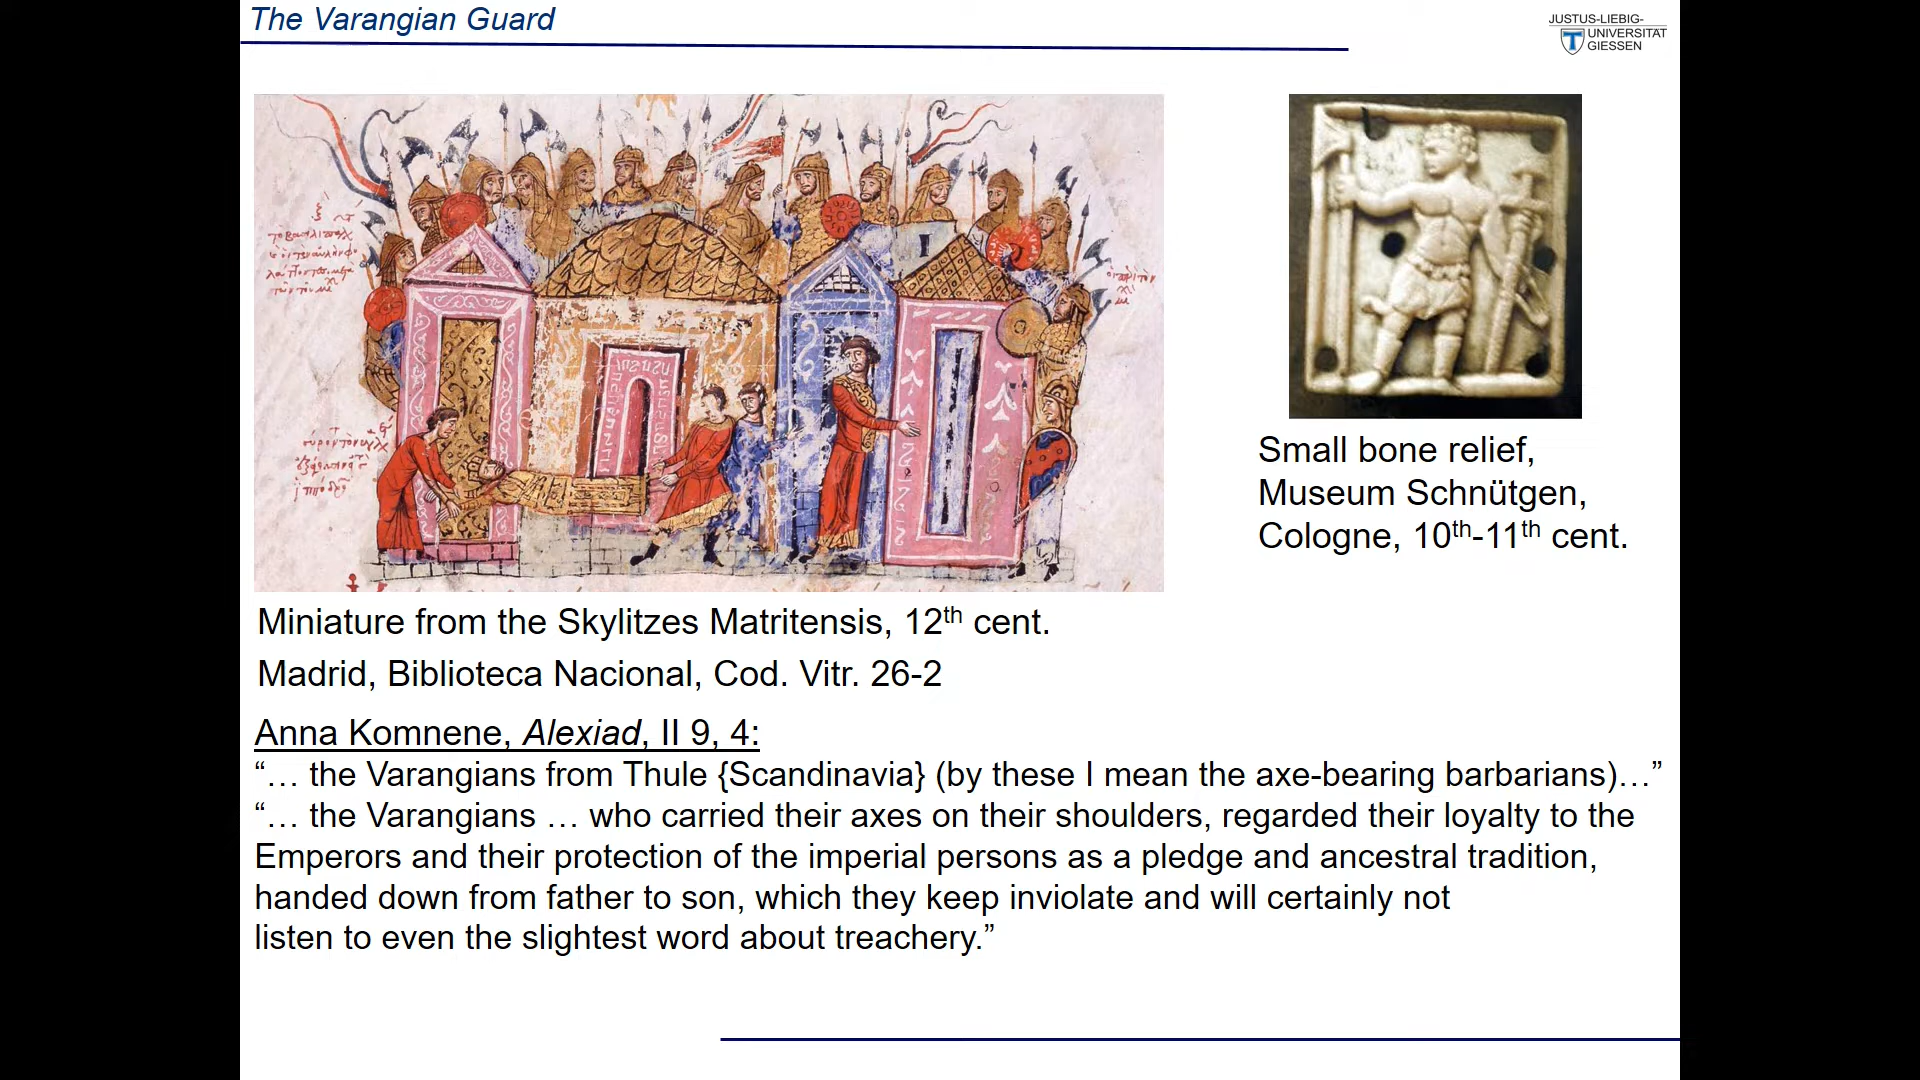 The Varangian Guard
JUSTUS-LIEBIG-
UNIVERSITÄT
GIESSEN
Small bone relief,
Museum Schnütgen,
Cologne, 10th-11th cent.
Miniature from the Skylitzes Matritensis, 12th cent.
Madrid, Biblioteca Nacional, Cod. Vitr. 26-2
Anna Komnene, Alexiad, II 9, 4:
“… the Varangians from Thule {Scandinavia} (by these I mean the axe-bearing barbarians)…”
“… the Varangians … who carried their axes on their shoulders, regarded their loyalty to the
Emperors and their protection of the imperial persons as a pledge and ancestral tradition,
handed down from father to son, which they keep inviolate and will certainly not
listen to even the slightest word about treachery.”